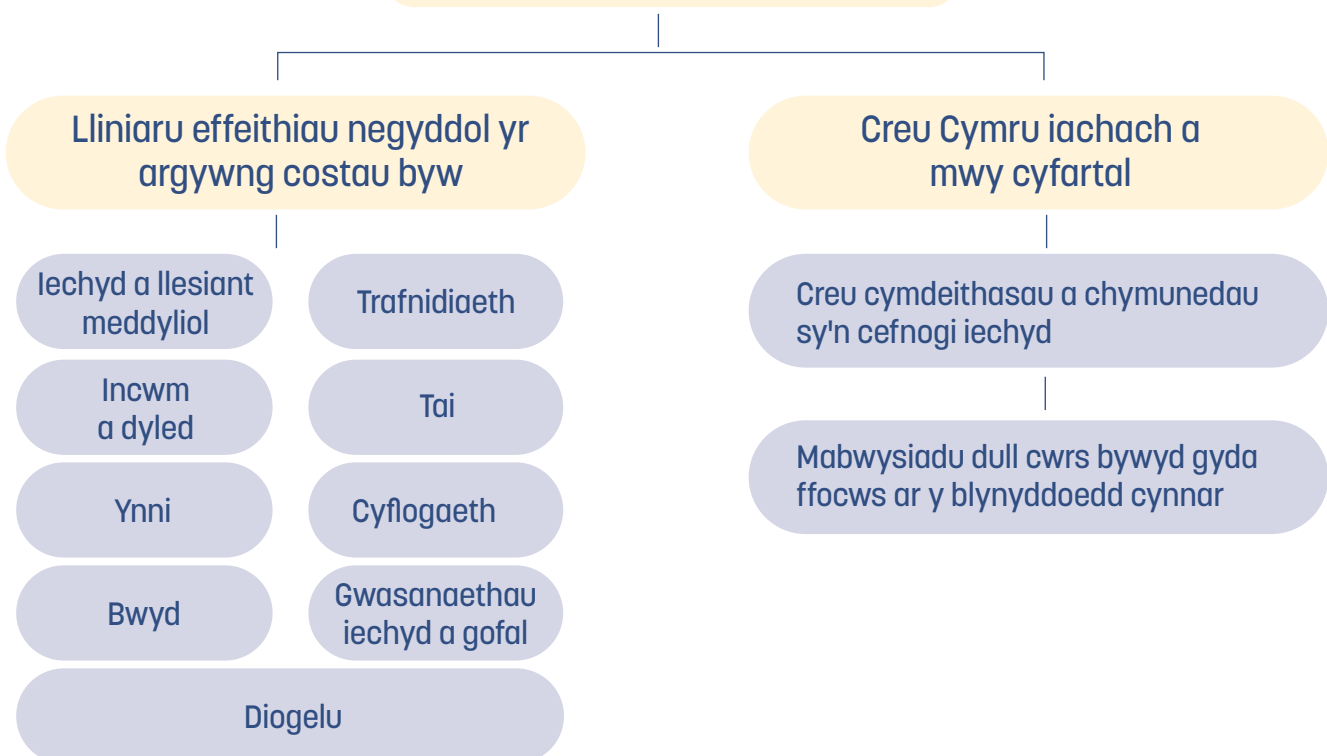 Lliniaru effeithiau negyddol yr
argywng costau byw
Iechyd a llesiant
meddyliol
Trafnidiaeth
Incwm
a dyled
Tai
Ynni
Cyflogaeth
Bwyd
Gwasanaethau
iechyd a gofal
Diogelu
Creu Cymru iachach a
mwy cyfartal
Creu cymdeithasau a chymunedau
sy'n cefnogi iechyd
Mabwysiadu dull cwrs bywyd gyda
ffocws ar y blynyddoedd cynnar